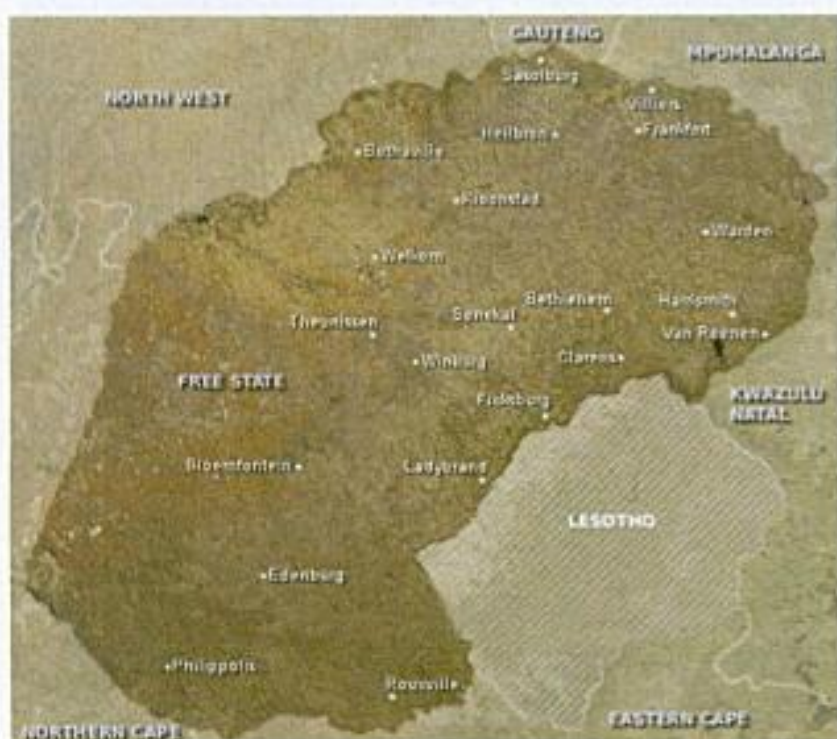 GAUTENG
MPUMALANGA
Sasolburg
NORTH WEST
Villiers
Heilbron
Frankfort
Bothaville
Kroonstad
Warden
Welkom
Bethlehem
Harrismith
Theunissen
Senekal
Van Reenen
Winburg
Clarens
FREE STATE
KWAZULU
NATAL
Ficksburg
Bloemfontein
Ladybrand
LESOTHO
Edenburg
Philippolis
Rouxville
EASTERN CAPE
NORTHERN CAPE